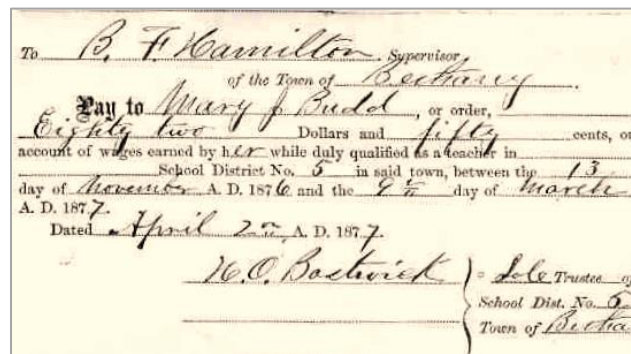 To B. F. Hamilton. Supervisor
of the Town of Bethany
Pay to Mary J Budd, or order,
Eighty two Dollars and fifty cents, on
account of wages earned by her while duly qualified as a teacher in
School District No. 5 in said town, between the 13
day of November A. D. 1876 and the 9th day of March
A. D. 1877.
Dated April 2nd, A. D. 1877.
H. O. Bostwick Sole Trustee of
School Dist. No. 5
Town of Betha